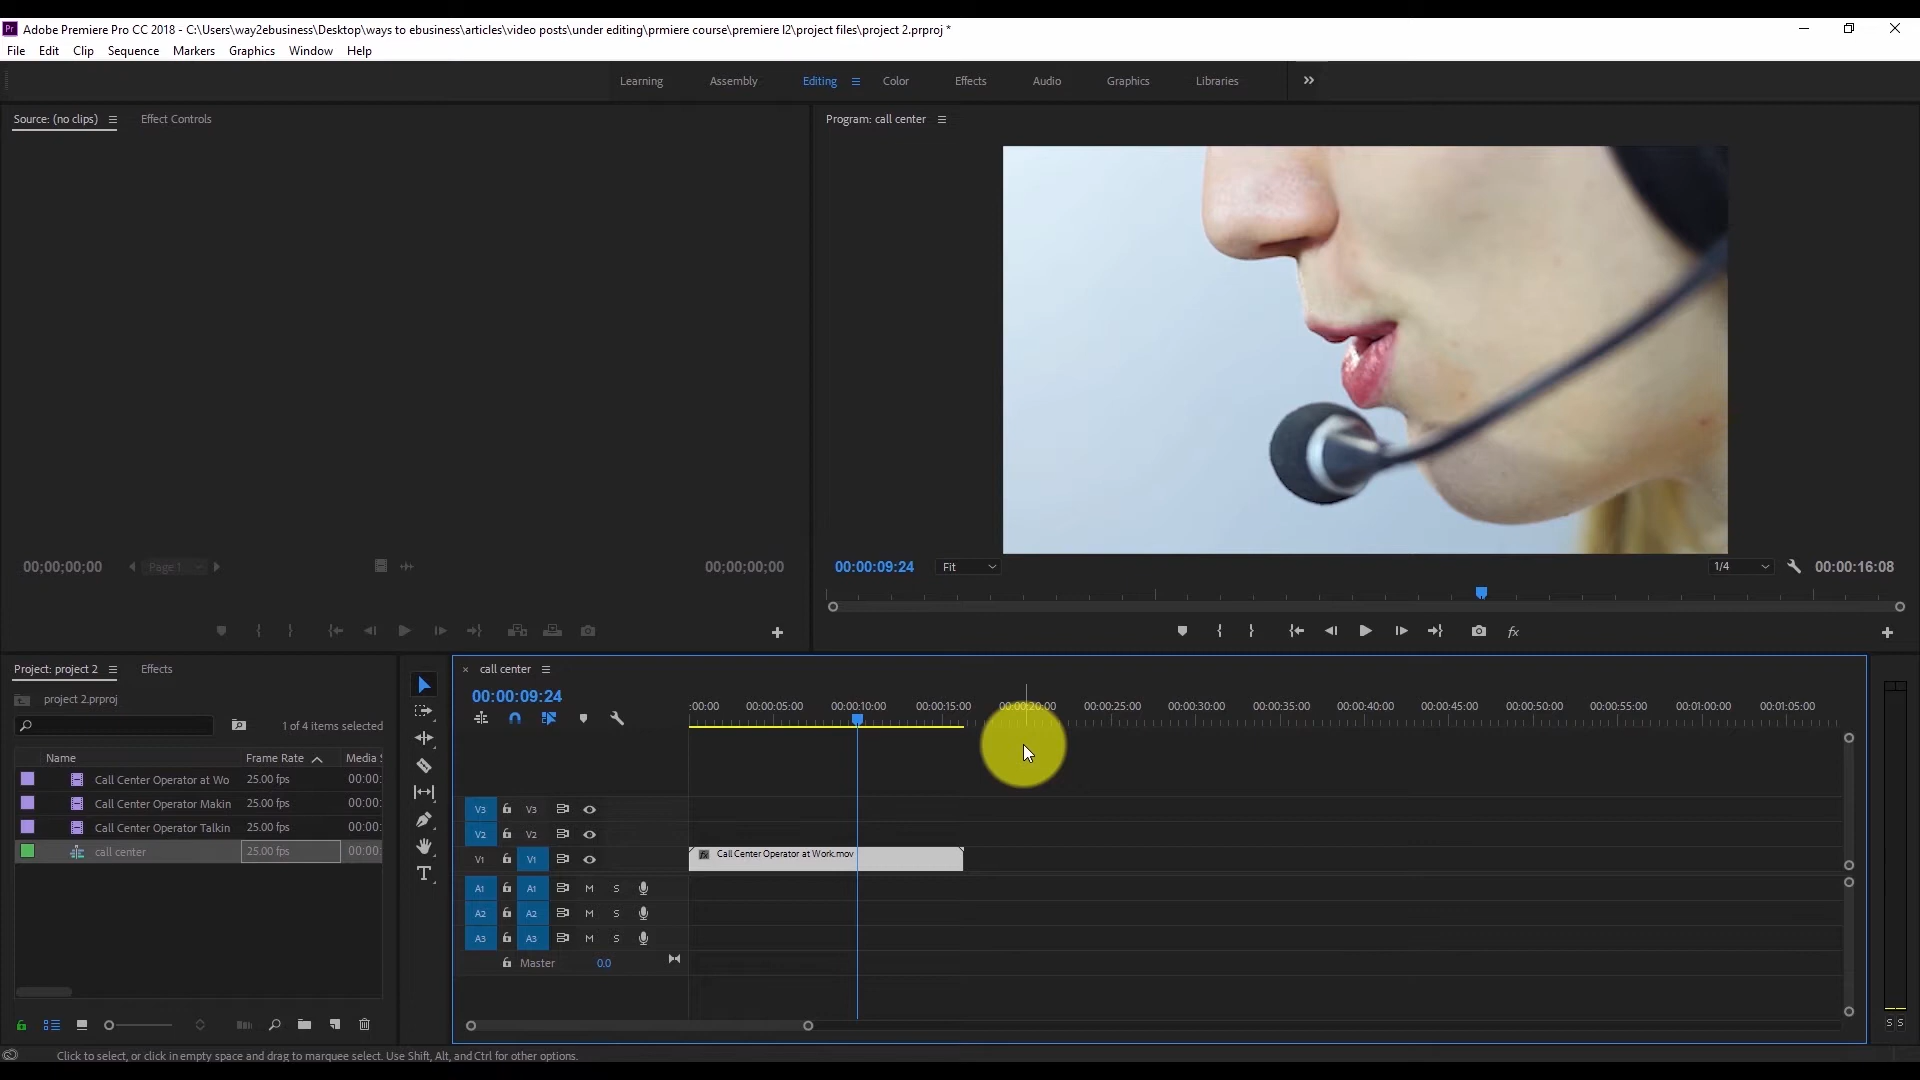 Adobe Premiere Pro CC 2018 - C:\Users\way2ebusiness\Desktop\ways to ebusiness\articles\video posts\under editing\prmiere course\premiere l2\project files\project 2.prproj *
File Edit Clip Sequence Markers Graphics Window Help
Learning Assembly Editing Color Effects Audio Graphics Libraries
Source: (no clips) Effect Controls
Program: call center
00;00;00;00 Page 1 00;00;00;00
00:00:09:24 Fit 1/4 00:00:16:08
Project: project 2 Effects
project 2.prproj
1 of 4 items selected
Name Frame Rate Media S
Call Center Operator at Wo 25.00 fps 00:00:
Call Center Operator Makin 25.00 fps 00:00:
Call Center Operator Talkin 25.00 fps 00:00:
call center 25.00 fps 00:00:
call center
00:00:09:24
:00:00 00:00:05:00 00:00:10:00 00:00:15:00 00:00:20:00 00:00:25:00 00:00:30:00 00:00:35:00 00:00:40:00 00:00:45:00 00:00:50:00 00:00:55:00 00:01:00:00 00:01:05:00
V3 V3
V2 V2
V1 V1 fx Call Center Operator at Work.mov
A1 A1 M S
A2 A2 M S
A3 A3 M S
Master 0.0
S S
Click to select, or click in empty space and drag to marquee select. Use Shift, Alt, and Ctrl for other options.